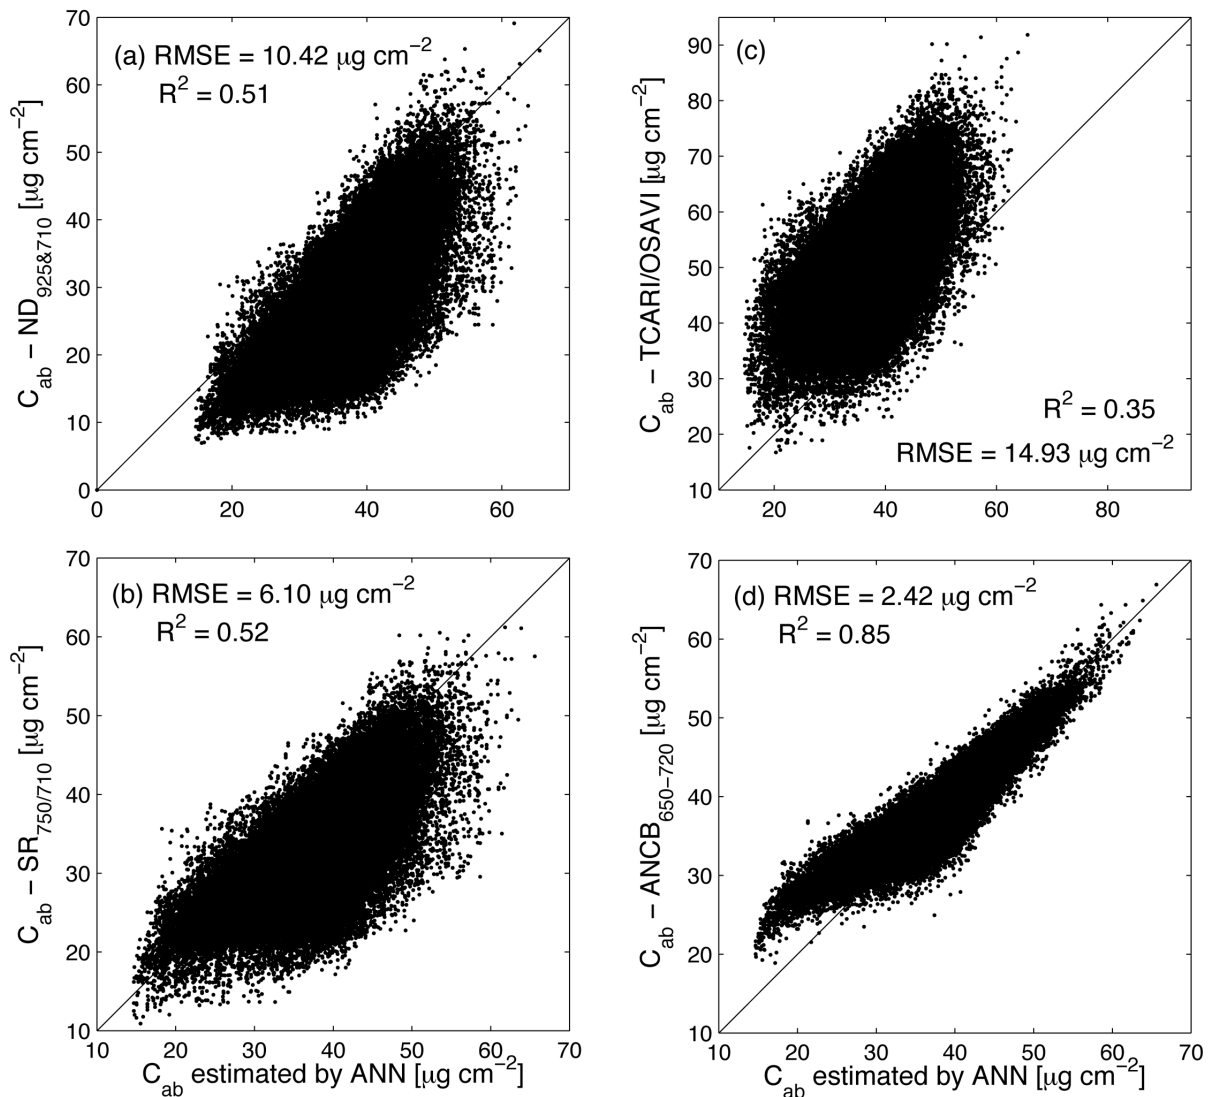 (a) RMSE = 10.42 µg cm⁻²
R² = 0.51
C_ab − ND_925&710 [µg cm⁻²]
70
60
50
40
30
20
10
0
0 20 40 60
(c)
R² = 0.35
RMSE = 14.93 µg cm⁻²
C_ab − TCARI/OSAVI [µg cm⁻²]
90
80
70
60
50
40
30
20
10
20 40 60 80
(b) RMSE = 6.10 µg cm⁻²
R² = 0.52
C_ab − SR_750/710 [µg cm⁻²]
70
60
50
40
30
20
10
10 20 30 40 50 60 70
C_ab estimated by ANN [µg cm⁻²]
(d) RMSE = 2.42 µg cm⁻²
R² = 0.85
C_ab − ANCB_650−720 [µg cm⁻²]
70
60
50
40
30
20
10
10 20 30 40 50 60 70
C_ab estimated by ANN [µg cm⁻²]